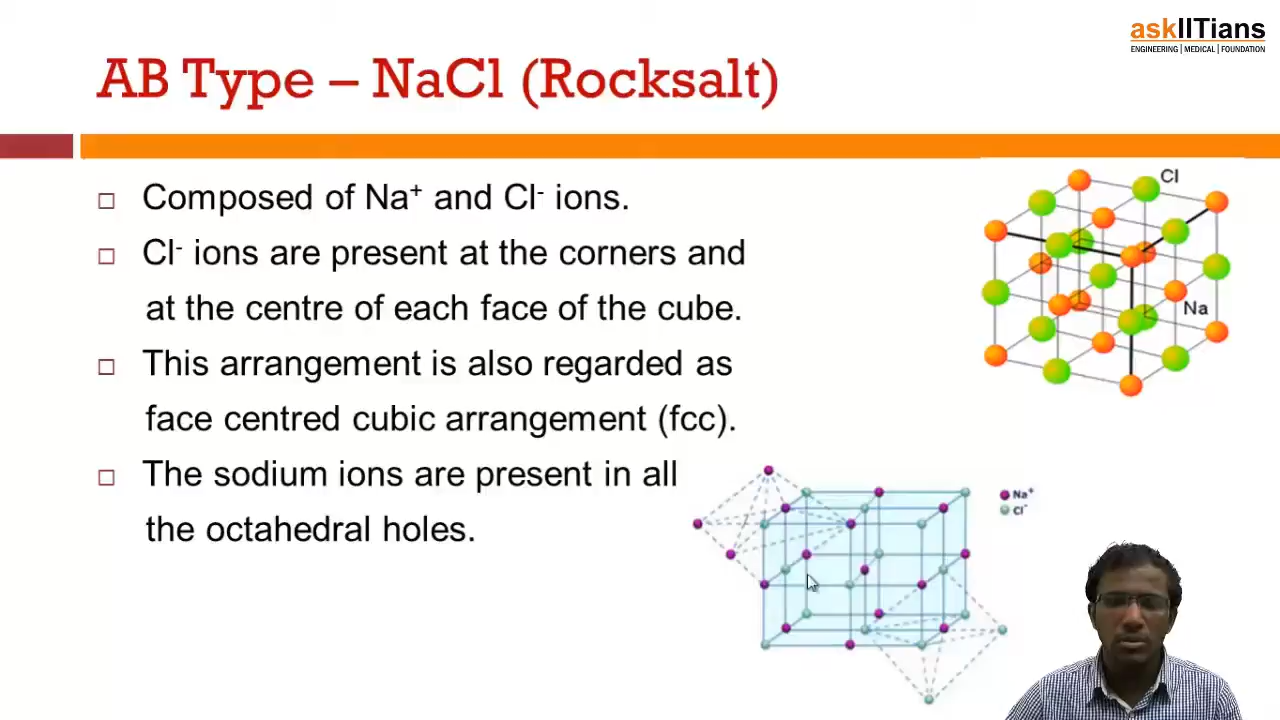 askIITians
ENGINEERING | MEDICAL | FOUNDATION
AB Type – NaCl (Rocksalt)
Composed of Na⁺ and Cl⁻ ions.
Cl⁻ ions are present at the corners and
at the centre of each face of the cube.
This arrangement is also regarded as
face centred cubic arrangement (fcc).
The sodium ions are present in all
the octahedral holes.
Cl
Na
Na⁺
Cl⁻